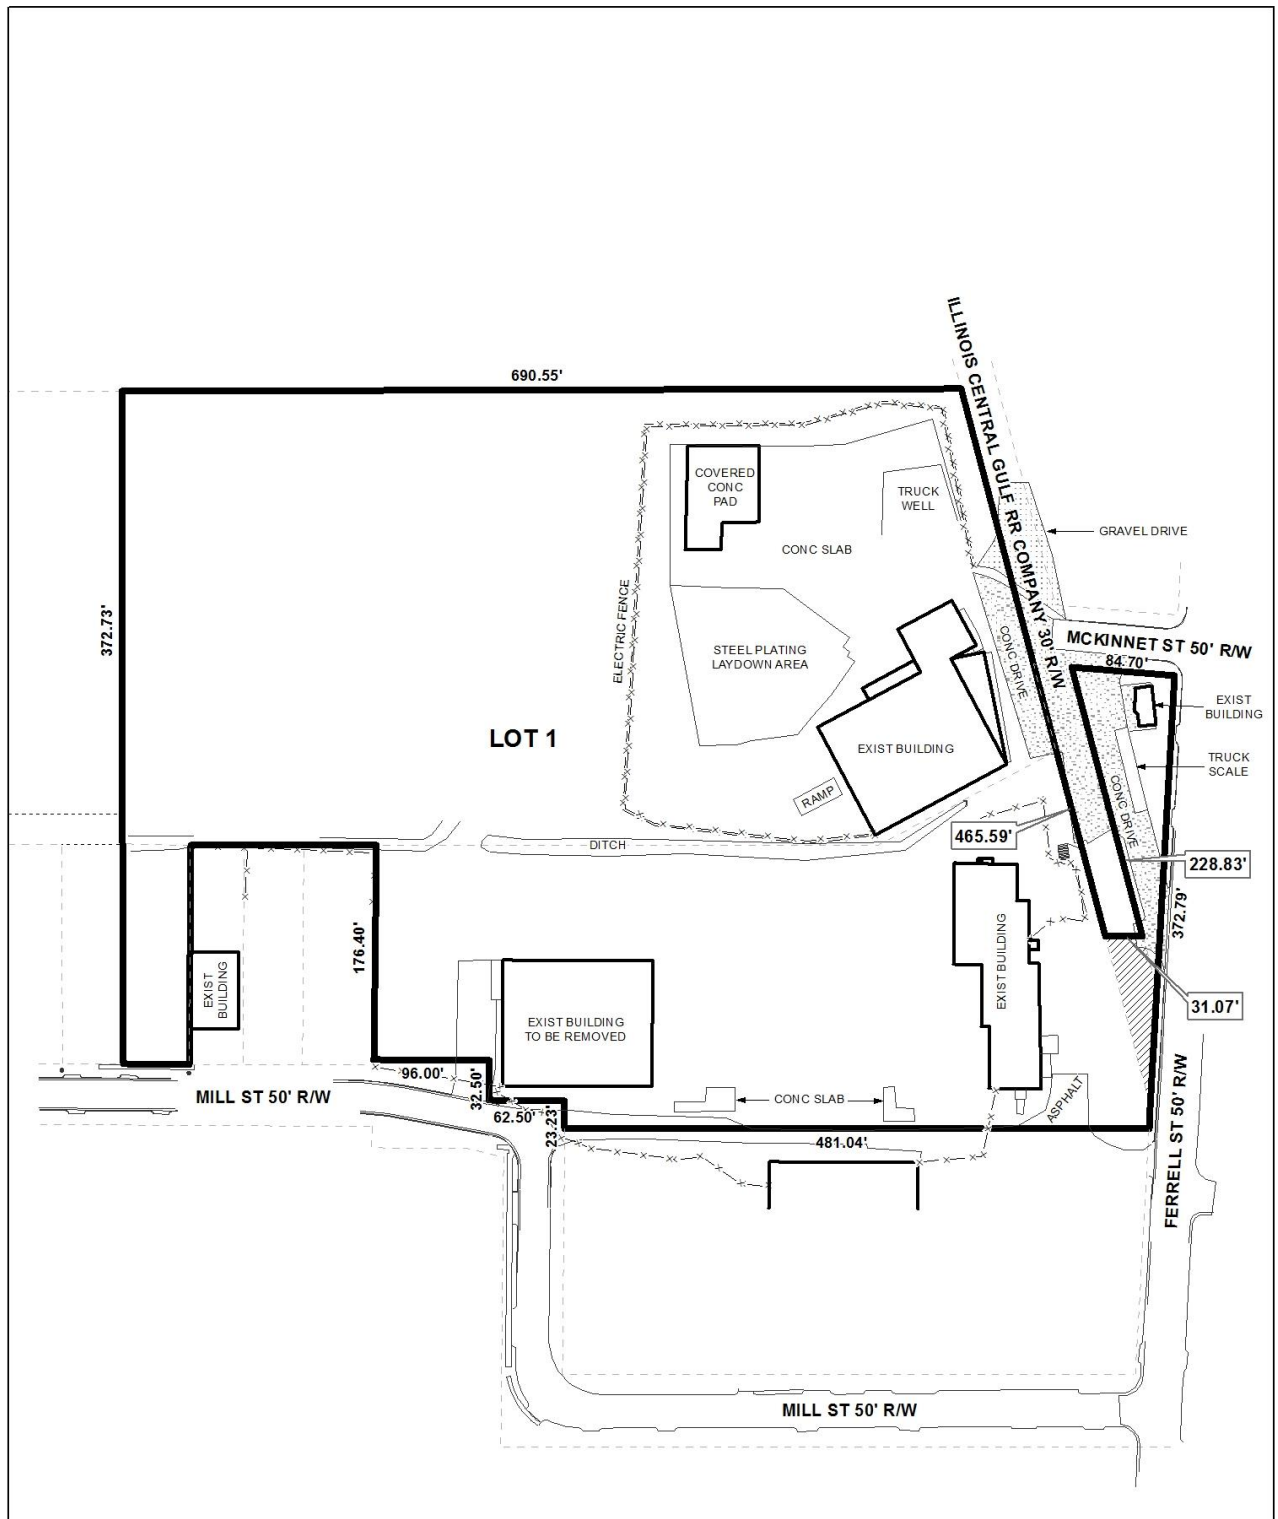 690.55'
ILLINOIS CENTRAL GULF RR COMPANY 30' R/W
COVERED
CONC
PAD
TRUCK
WELL
GRAVEL DRIVE
CONC SLAB
372.73'
ELECTRIC FENCE
STEEL PLATING
LAYDOWN AREA
CONC DRIVE
MCKINNET ST 50' R/W
84.70'
EXIST
BUILDING
LOT 1
EXIST BUILDING
TRUCK
SCALE
RAMP
CONC DRIVE
465.59'
DITCH
228.83'
372.79'
176.40'
EXIST
BUILDING
EXIST BUILDING
31.07'
EXIST BUILDING
TO BE REMOVED
96.00'
32.50'
MILL ST 50' R/W
62.50'
23.23'
CONC SLAB
ASPHALT
481.04'
FERRELL ST 50' R/W
MILL ST 50' R/W